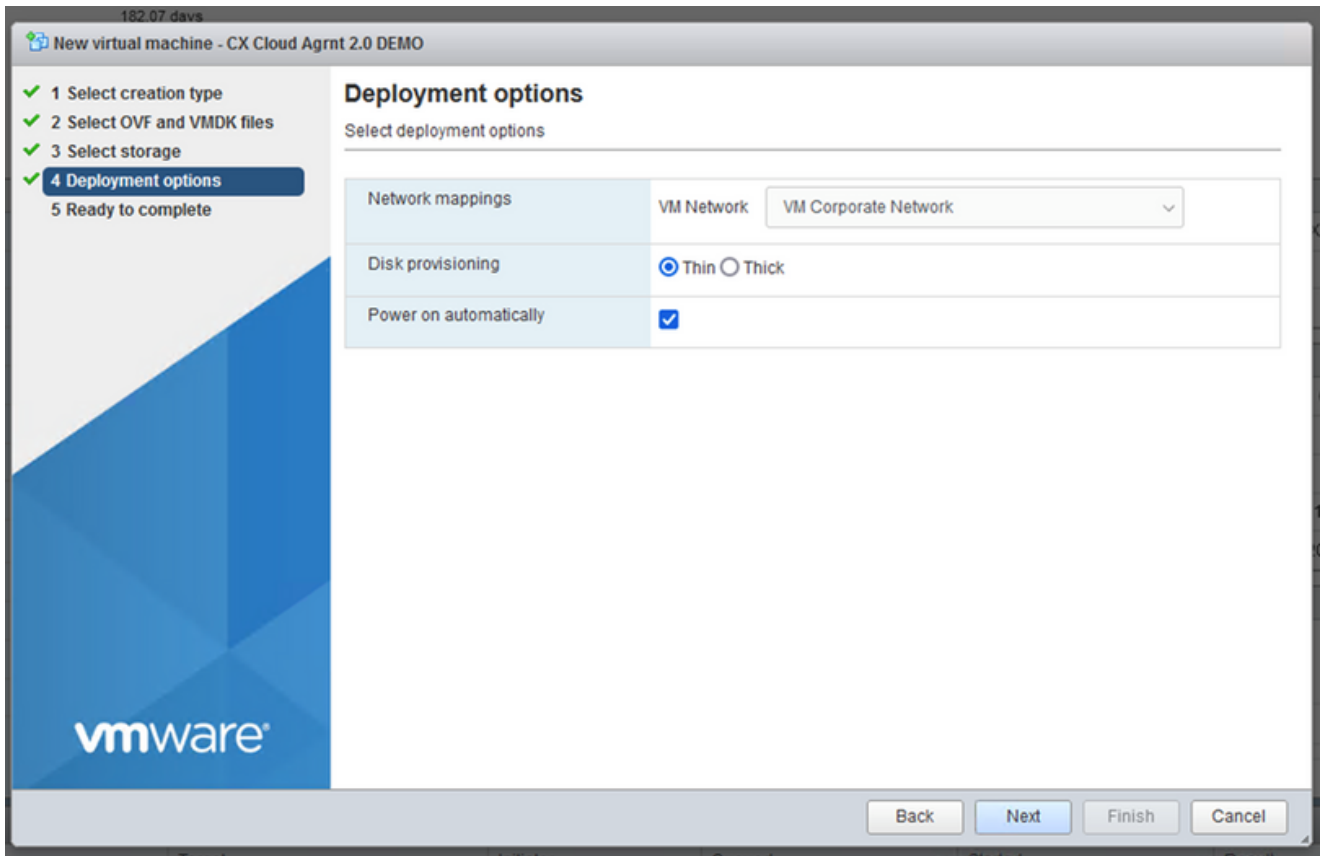 182.07 days
New virtual machine - CX Cloud Agrnt 2.0 DEMO
1 Select creation type
2 Select OVF and VMDK files
3 Select storage
4 Deployment options
5 Ready to complete
Deployment options
Select deployment options
Network mappings
VM Network VM Corporate Network
Disk provisioning
Thin Thick
Power on automatically
vmware®
Back Next Finish Cancel